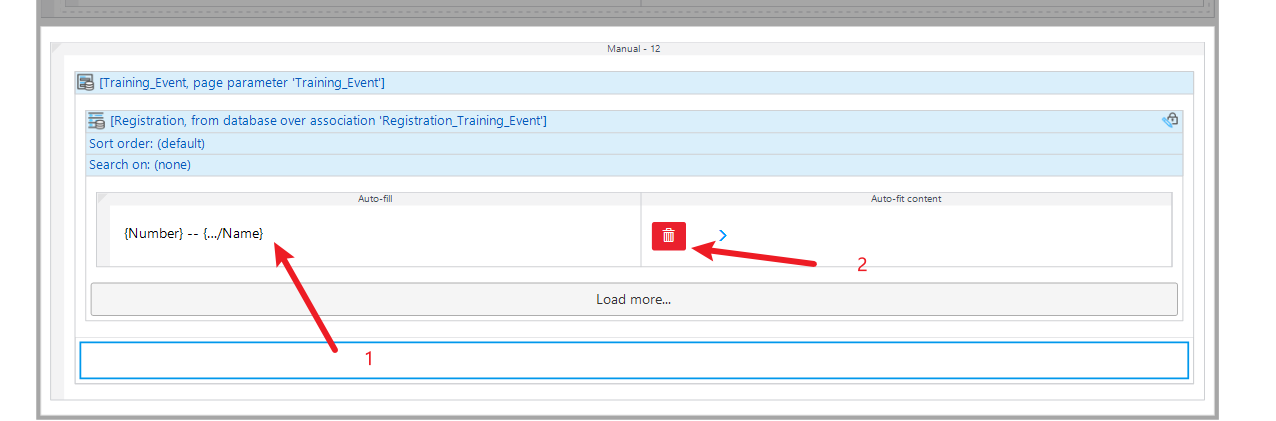 Manual - 12
[Training_Event, page parameter 'Training_Event']
[Registration, from database over association 'Registration_Training_Event']
Sort order: (default)
Search on: (none)
Auto-fill
Auto-fit content
{Number} -- {.../Name}
2
Load more...
1